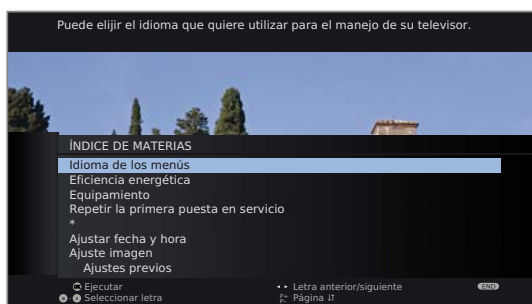 Puede elijir el idioma que quiere utilizar para el manejo de su televisor.
ÍNDICE DE MATERIAS
Idioma de los menús
Eficiencia energética
Equipamiento
Repetir la primera puesta en servicio
*
Ajustar fecha y hora
Ajuste imagen
Ajustes previos
Ejecutar
Letra anterior/siguiente
END
Seleccionar letra
P+ P- Página